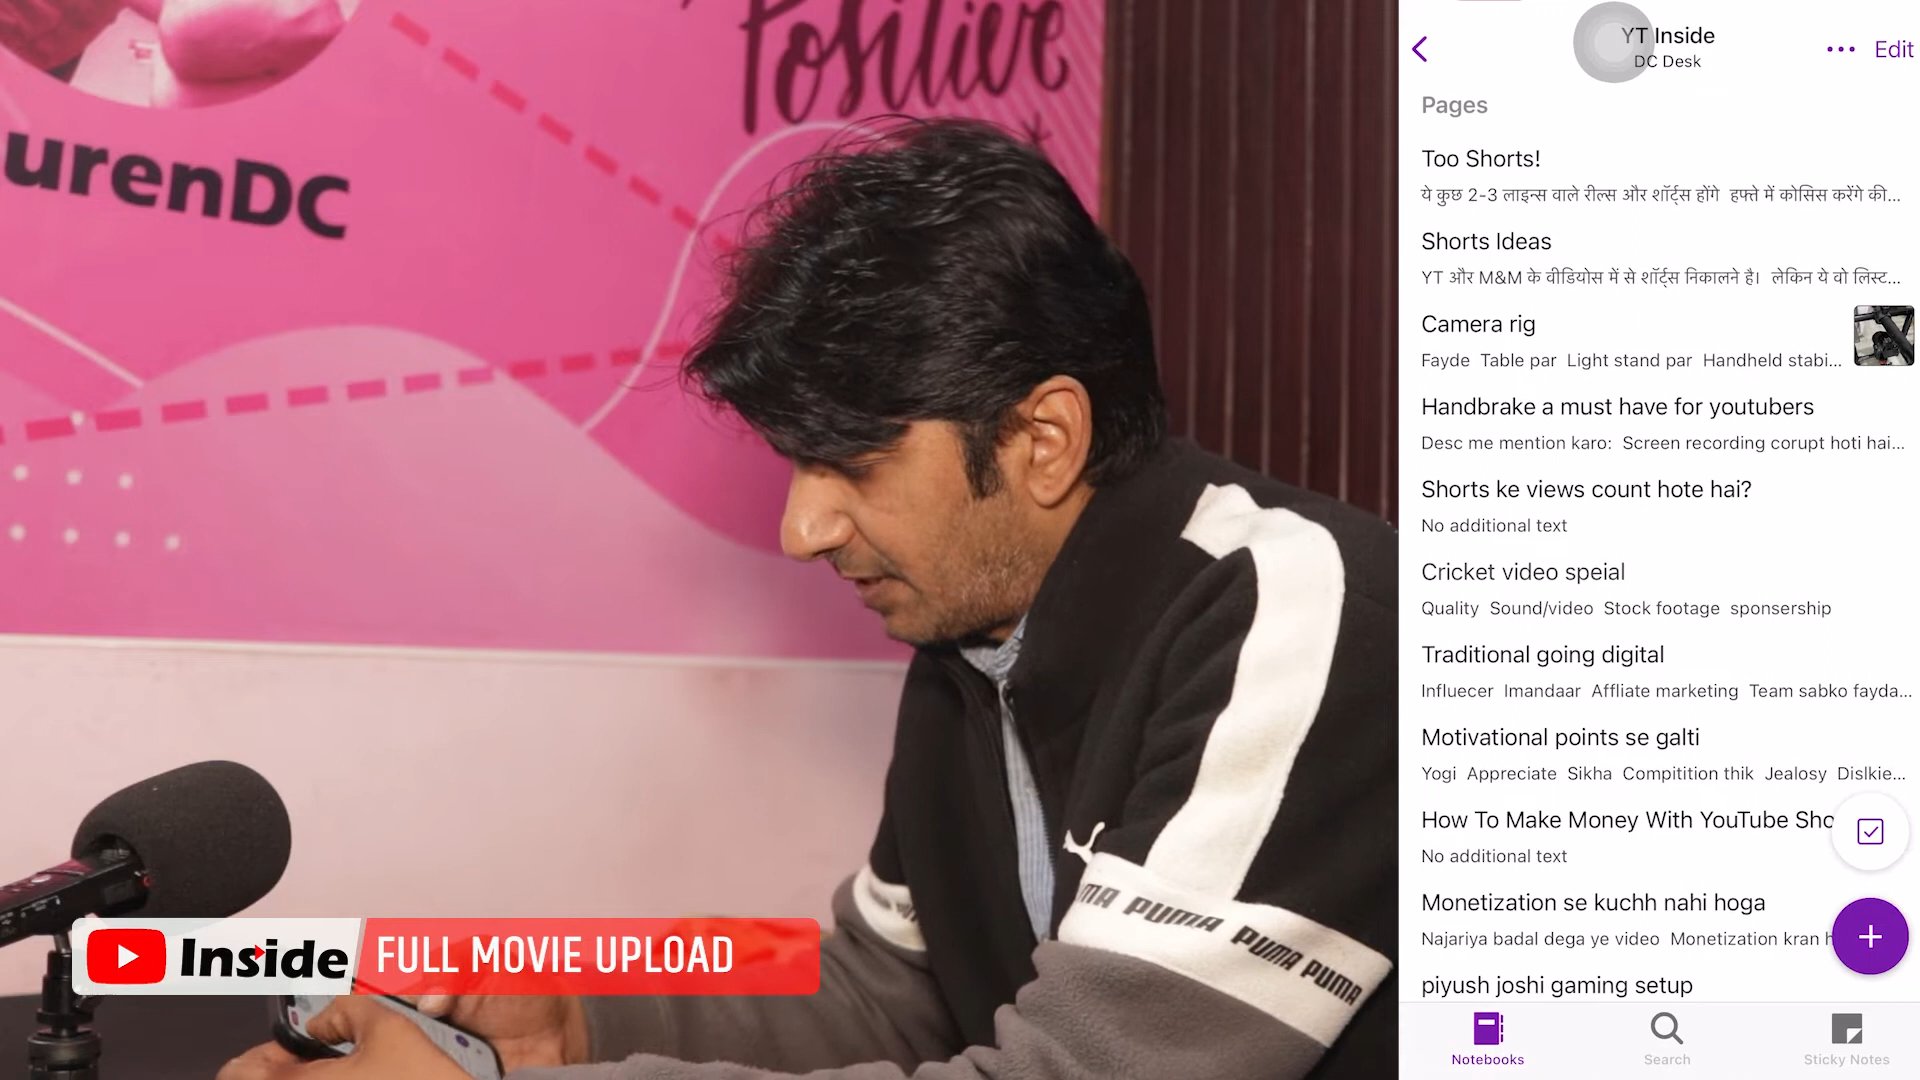 Positive
urenDC
PUMA PUMA PUMA
Inside
FULL MOVIE UPLOAD
YT Inside
DC Desk
Edit
Pages
Too Shorts!
ये कुछ 2-3 लाइन्स वाले रील्स और शॉर्ट्स होंगे हफ्ते में कोसिस करेंगे की...
Shorts Ideas
YT और M&M के वीडियोस में से शॉर्ट्स निकालने है। लेकिन ये वो लिस्ट...
Camera rig
Fayde Table par Light stand par Handheld stabi...
Handbrake a must have for youtubers
Desc me mention karo: Screen recording corupt hoti hai...
Shorts ke views count hote hai?
No additional text
Cricket video speial
Quality Sound/video Stock footage sponsership
Traditional going digital
Influecer Imandaar Affliate marketing Team sabko fayda...
Motivational points se galti
Yogi Appreciate Sikha Compitition thik Jealosy Dislkie...
How To Make Money With YouTube Sho
No additional text
Monetization se kuchh nahi hoga
Najariya badal dega ye video Monetization kran h
piyush joshi gaming setup
Notebooks
Search
Sticky Notes